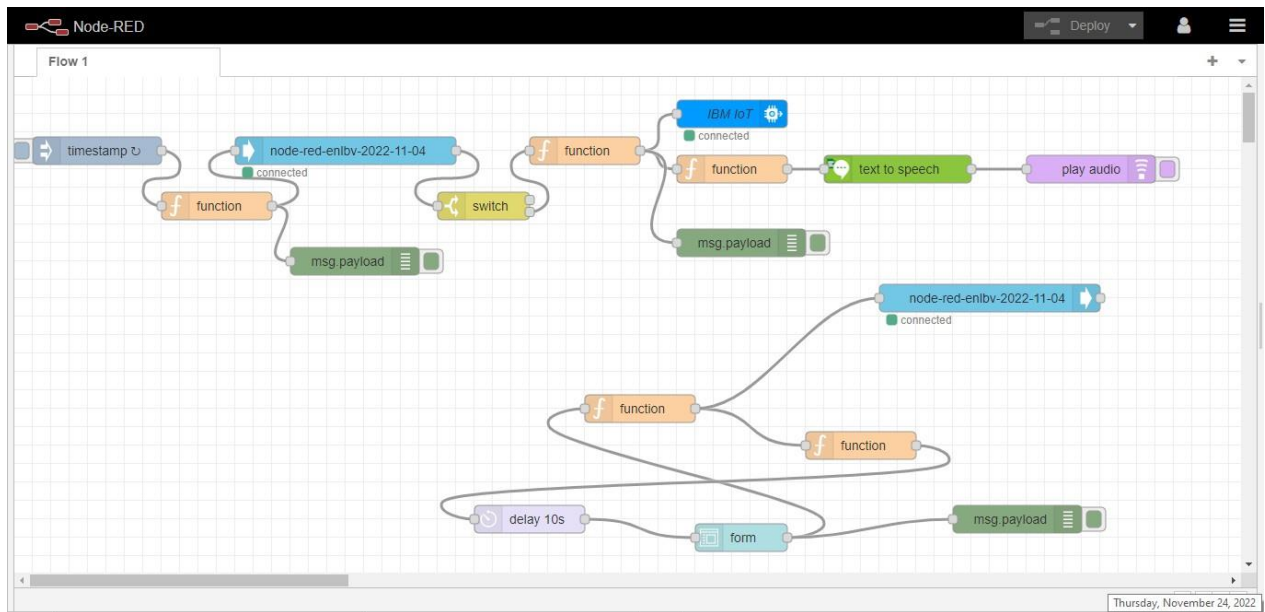 Node-RED
Deploy
Flow 1
IBM IoT
connected
timestamp ↻
node-red-enlbv-2022-11-04
connected
function
function
text to speech
play audio
function
switch
msg.payload
msg.payload
node-red-enlbv-2022-11-04
connected
function
function
delay 10s
form
msg.payload
Thursday, November 24, 2022